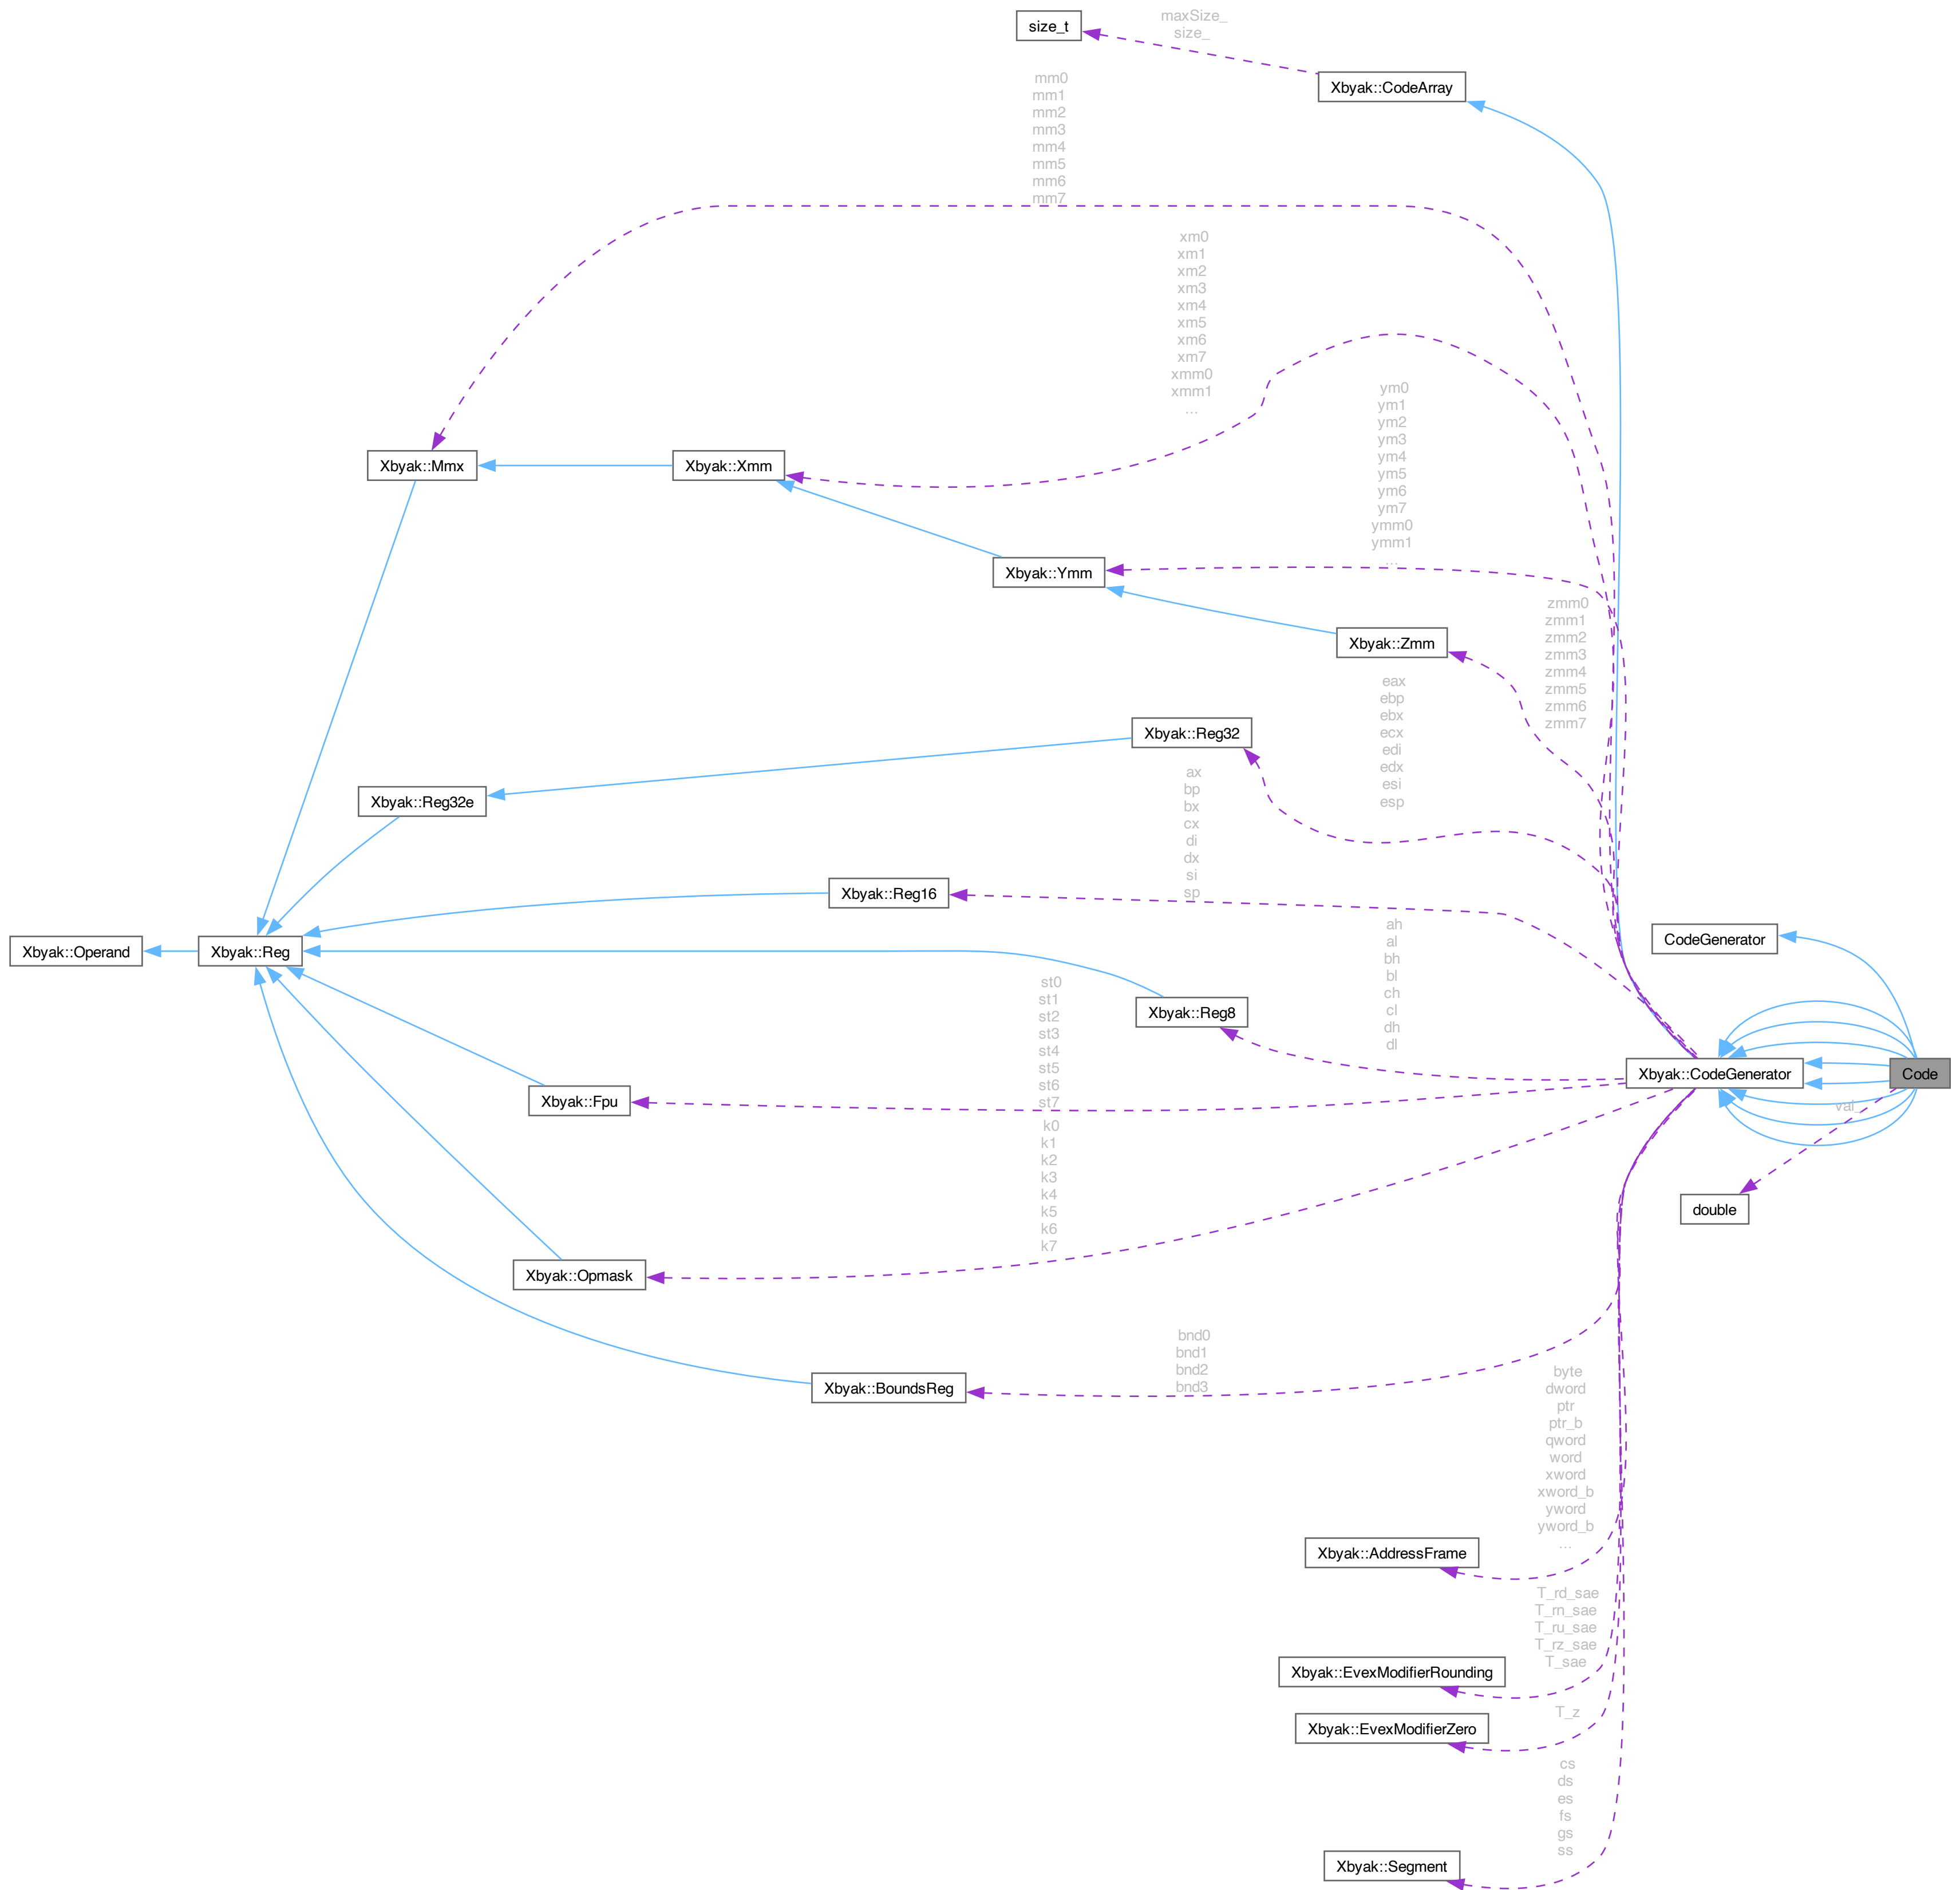 size_t
maxSize_
size_
Xbyak::CodeArray
mm0
mm1
mm2
mm3
mm4
mm5
mm6
mm7
xm0
xm1
xm2
xm3
xm4
xm5
xm6
xm7
xmm0
xmm1
...
ym0
ym1
ym2
ym3
ym4
ym5
ym6
ym7
ymm0
ymm1
...
Xbyak::Mmx
Xbyak::Xmm
Xbyak::Ymm
Xbyak::Zmm
zmm0
zmm1
zmm2
zmm3
zmm4
zmm5
zmm6
zmm7
eax
ebp
ebx
ecx
edi
edx
esi
esp
Xbyak::Reg32
Xbyak::Reg32e
ax
bp
bx
cx
di
dx
si
sp
Xbyak::Reg16
Xbyak::Operand
Xbyak::Reg
CodeGenerator
ah
al
bh
bl
ch
cl
dh
dl
Xbyak::Reg8
st0
st1
st2
st3
st4
st5
st6
st7
Xbyak::Fpu
Xbyak::CodeGenerator
Code
val_
double
k0
k1
k2
k3
k4
k5
k6
k7
Xbyak::Opmask
bnd0
bnd1
bnd2
bnd3
Xbyak::BoundsReg
byte
dword
ptr
ptr_b
qword
word
xword
xword_b
yword
yword_b
...
Xbyak::AddressFrame
T_rd_sae
T_rn_sae
T_ru_sae
T_rz_sae
T_sae
Xbyak::EvexModifierRounding
T_z
Xbyak::EvexModifierZero
cs
ds
es
fs
gs
ss
Xbyak::Segment